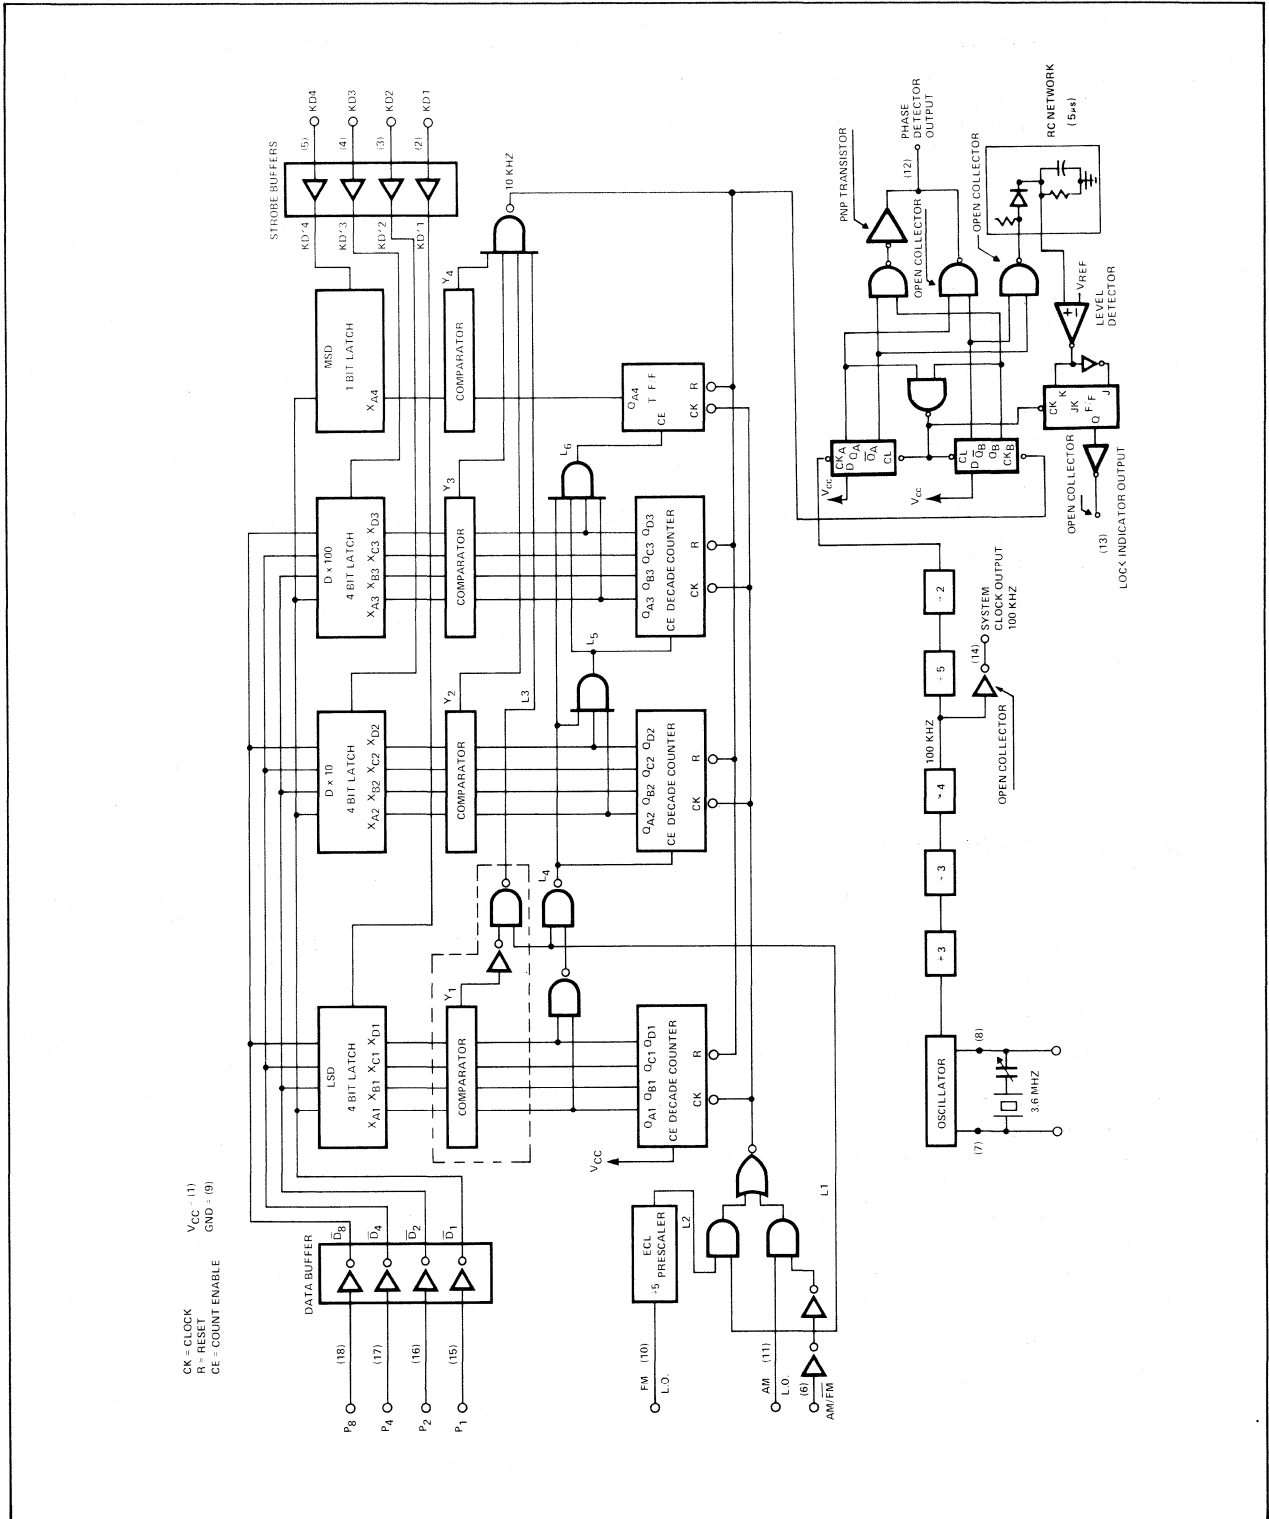 CK = CLOCK
R = RESET
CE = COUNT ENABLE
VCC = (1)
GND = (9)
P8
(18)
P4
(17)
P2
(16)
P1
(15)
DATA BUFFER
D8
D4
D2
D1
LSD
4 BIT LATCH
XA1 XB1 XC1 XD1
D x 10
4 BIT LATCH
XA2 XB2 XC2 XD2
D x 100
4 BIT LATCH
XA3 XB3 XC3 XD3
MSD
1 BIT LATCH
XA4
STROBE BUFFERS
KD'4
KD'3
KD'2
KD'1
(5) KD4
(4) KD3
(3) KD2
(2) KD1
COMPARATOR
Y1
COMPARATOR
Y2
COMPARATOR
Y3
COMPARATOR
Y4
L3
10 KHZ
L4
L5
L6
QA1 QB1 QC1 QD1
CE DECADE COUNTER
CK R
QA2 QB2 QC2 QD2
CE DECADE COUNTER
CK R
QA3 QB3 QC3 QD3
CE DECADE COUNTER
CK R
QA4
T F F
CE
CK R
VCC
FM (10)
L.O.
÷5 ECL
PRESCALER
L2
AM (11)
L.O.
(6)
AM/FM
L1
OSCILLATOR
(7)
(8)
3.6 MHZ
÷ 3
÷ 3
÷ 4
100 KHZ
÷ 5
÷ 2
(14)
SYSTEM
CLOCK OUTPUT
100 KHZ
OPEN COLLECTOR
VCC
CKA
D QA
QA
CL
VCC
CL
D QB
QB
CKB
PNP TRANSISTOR
OPEN COLLECTOR
(12)
PHASE
DETECTOR
OUTPUT
OPEN COLLECTOR
RC NETWORK
(5µs)
+
−
VREF
LEVEL
DETECTOR
CK K
JK
F/F
Q J
OPEN COLLECTOR
(13)
LOCK INDICATOR OUTPUT